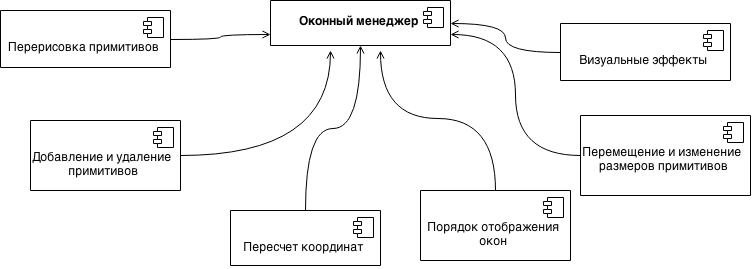 Оконный менеджер
Перерисовка примитивов
Визуальные эффекты
Добавление и удаление
примитивов
Перемещение и изменение
размеров примитивов
Пересчет координат
Порядок отображения
окон